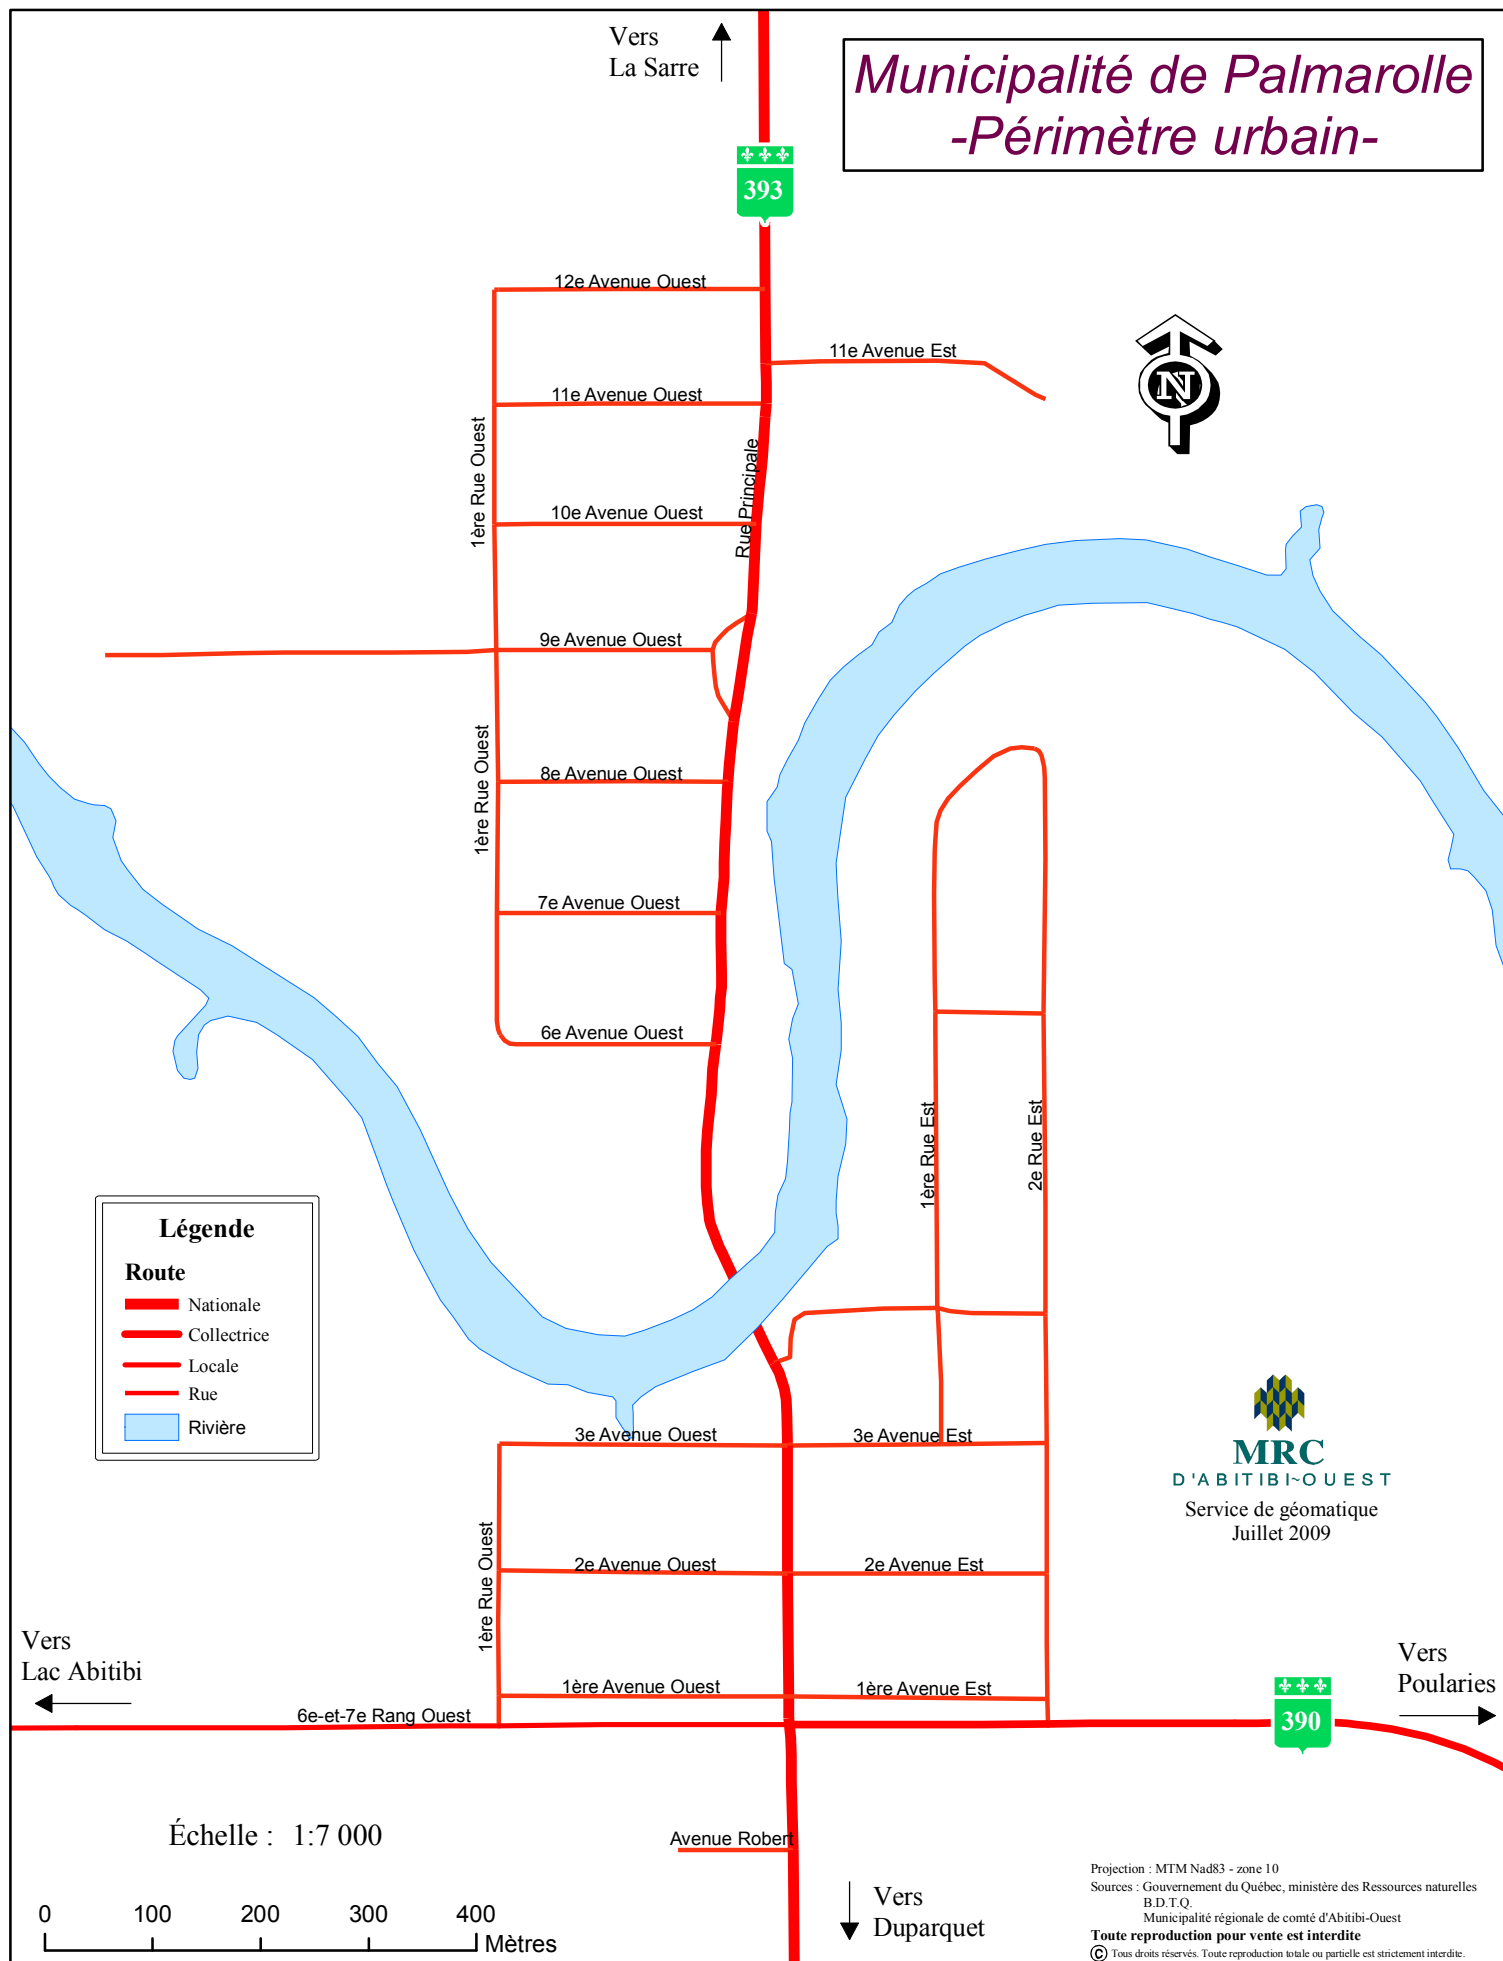 Vers
La Sarre
Municipalité de Palmarolle
-Périmètre urbain-
393
12e Avenue Ouest
11e Avenue Est
11e Avenue Ouest
N
1ère Rue Ouest
Rue Principale
10e Avenue Ouest
9e Avenue Ouest
1ère Rue Ouest
8e Avenue Ouest
7e Avenue Ouest
6e Avenue Ouest
1ère Rue Est
2e Rue Est
Légende
Route
Nationale
Collectrice
Locale
Rue
Rivière
3e Avenue Ouest
3e Avenue Est
MRC
D'ABITIBI~OUEST
Service de géomatique
Juillet 2009
1ère Rue Ouest
2e Avenue Ouest
2e Avenue Est
Vers
Lac Abitibi
Vers
Poularies
1ère Avenue Ouest
1ère Avenue Est
6e-et-7e Rang Ouest
390
Échelle : 1:7 000
Avenue Robert
0 100 200 300 400
Mètres
Vers
Duparquet
Projection : MTM Nad83 - zone 10
Sources : Gouvernement du Québec, ministère des Ressources naturelles
B.D.T.Q.
Municipalité régionale de comté d'Abitibi-Ouest
Toute reproduction pour vente est interdite
© Tous droits réservés. Toute reproduction totale ou partielle est strictement interdite.